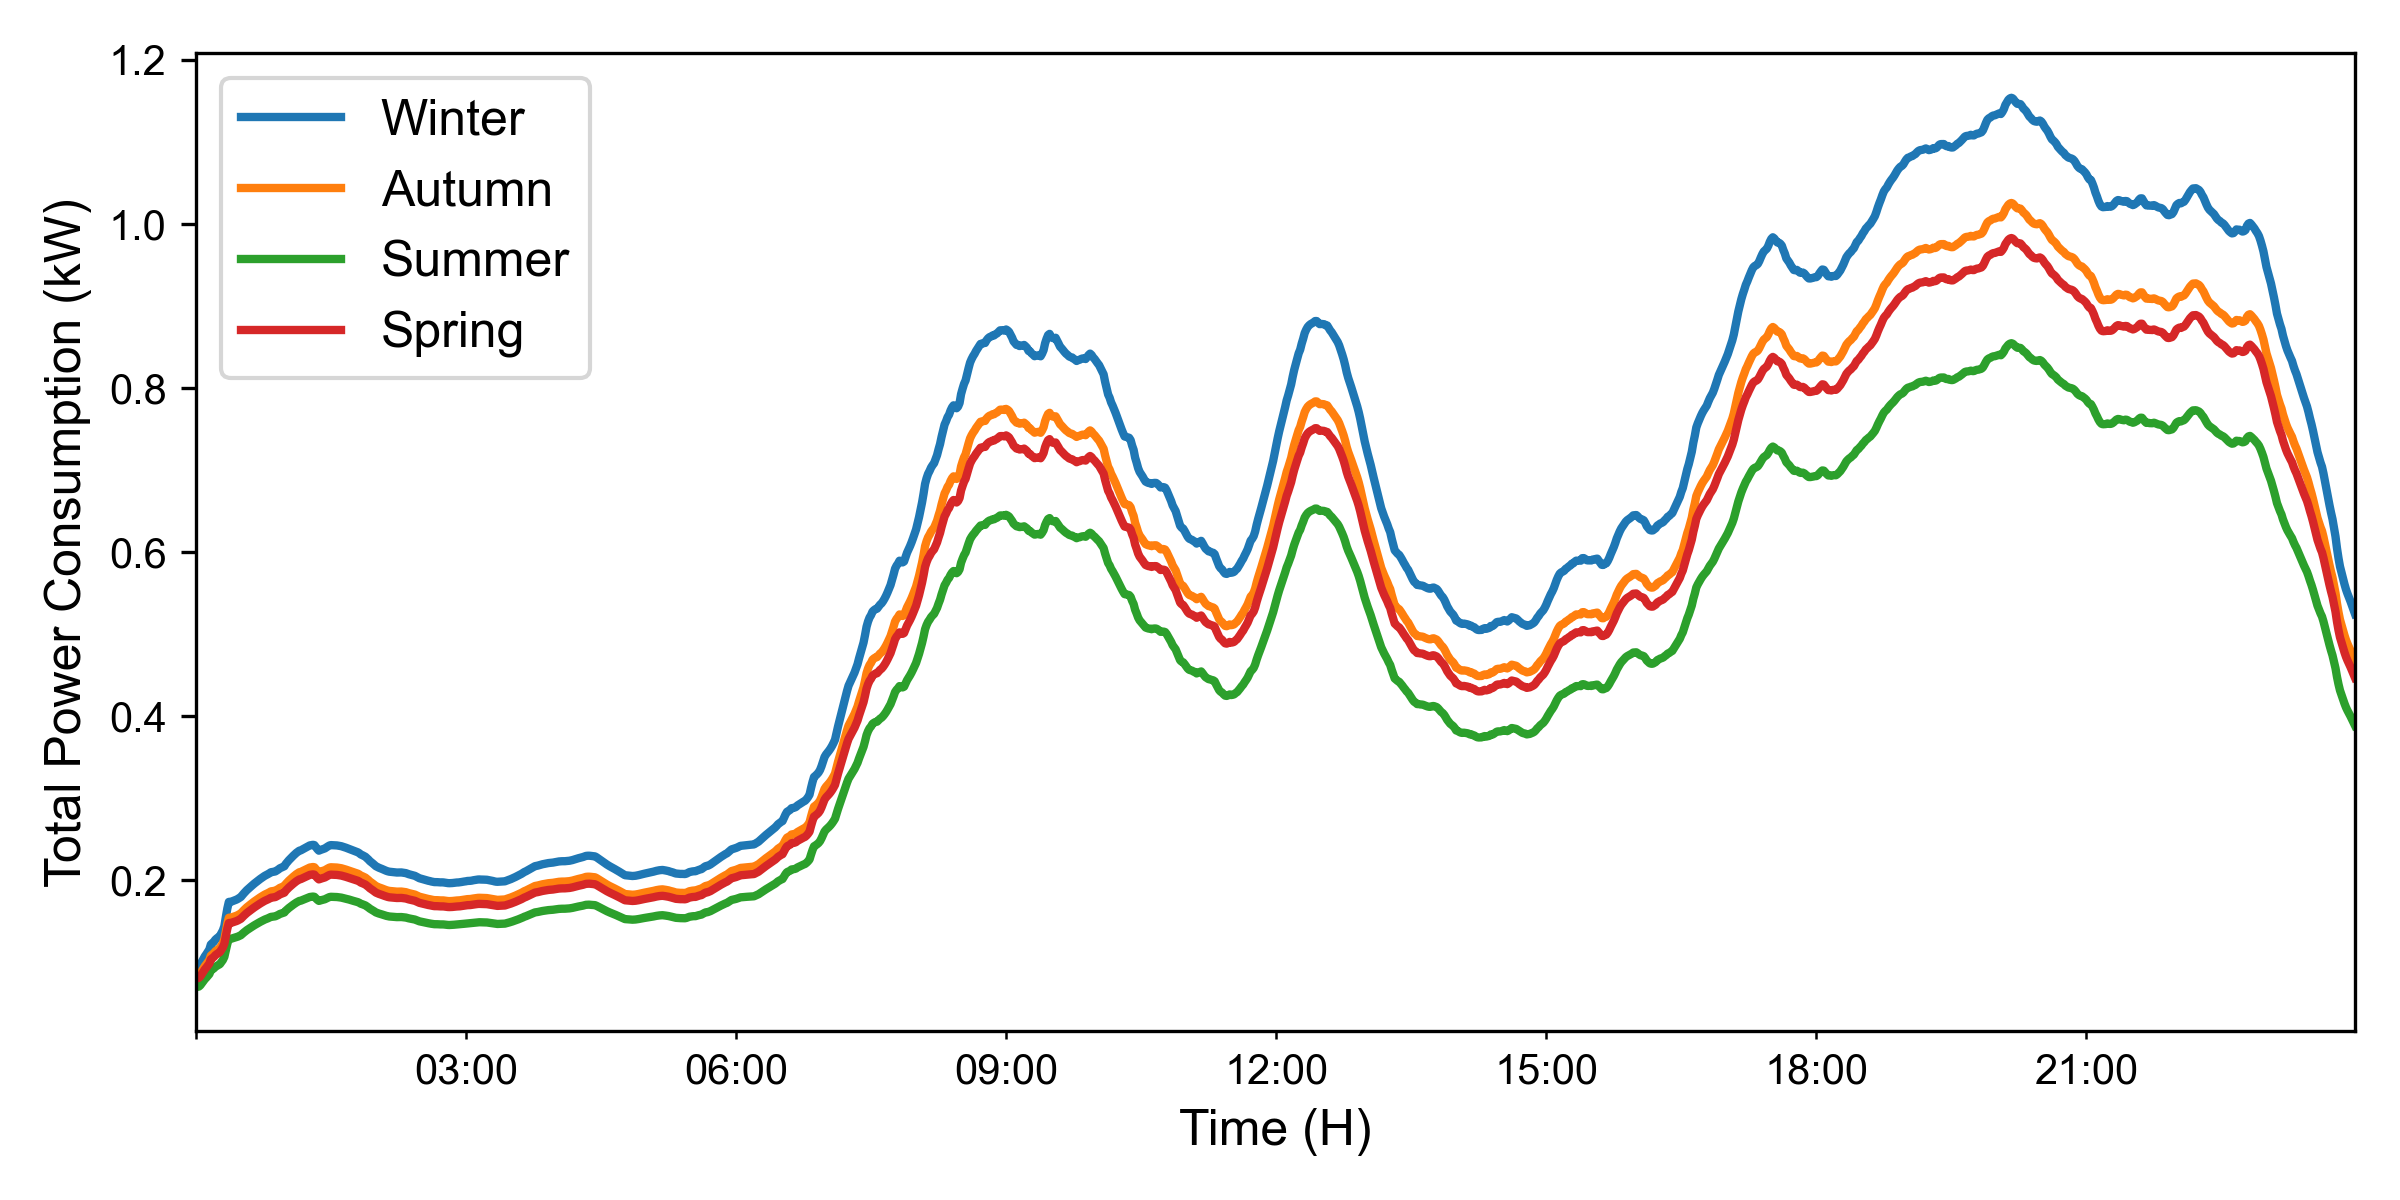 Total Power Consumption (kW)
1.2
1.0
0.8
0.6
0.4
0.2
Winter
Autumn
Summer
Spring
03:00 06:00 09:00 12:00 15:00 18:00 21:00
Time (H)